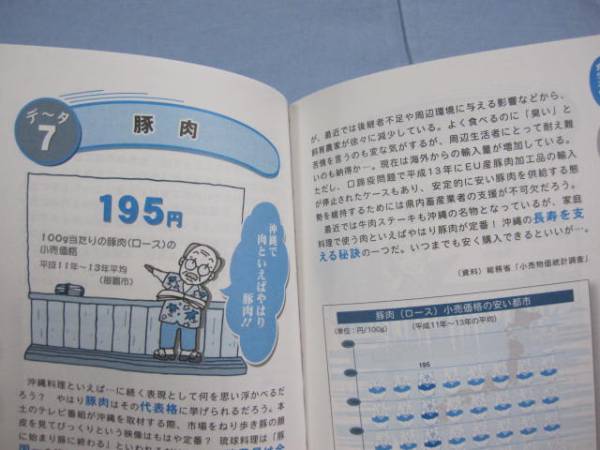 データ
7
豚肉
195円
100g当たりの豚肉(ロース)の
小売価格
平成11年〜13年平均
(那覇市)
沖縄で
肉といえばやはり
豚肉!!
沖縄料理といえば…に続く表現として何を思い浮かべるだ
ろう? やはり豚肉はその代表格に挙げられるだろう。本
土のテレビ番組が沖縄を取材する際、市場をねり歩き豚の顔
皮を見てびっくりという映像はもはや定番? 琉球料理は「豚
に始まり豚に終わる」といわれる
が、最近では後継者不足や周辺環境に与える影響などから、
飼養農家が徐々に減少している。よく食べるのに「臭い」と
苦情を言うのも変な気がするが、周辺生活者にとって耐え難
いのも納得か…。現在は海外からの輸入量が増加している。
ただし、口蹄疫問題で平成13年にEU産豚肉加工品の輸入
が停止されたケースもあり、安定的に安い豚肉を供給する態
勢を維持するためには県内畜産業者の支援が不可欠だろう。
最近では牛肉ステーキも沖縄の名物となっているが、家庭
料理で使う肉といえばやはり豚肉が定番!沖縄の長寿を支
える秘訣の一つだ。いつまでも安く購入できるといいが…。
(資料)総務省「小売物価統計調査」
豚肉(ロース)小売価格の安い都市
(単位:円/100g)
(平成11年〜13年の平均)
195